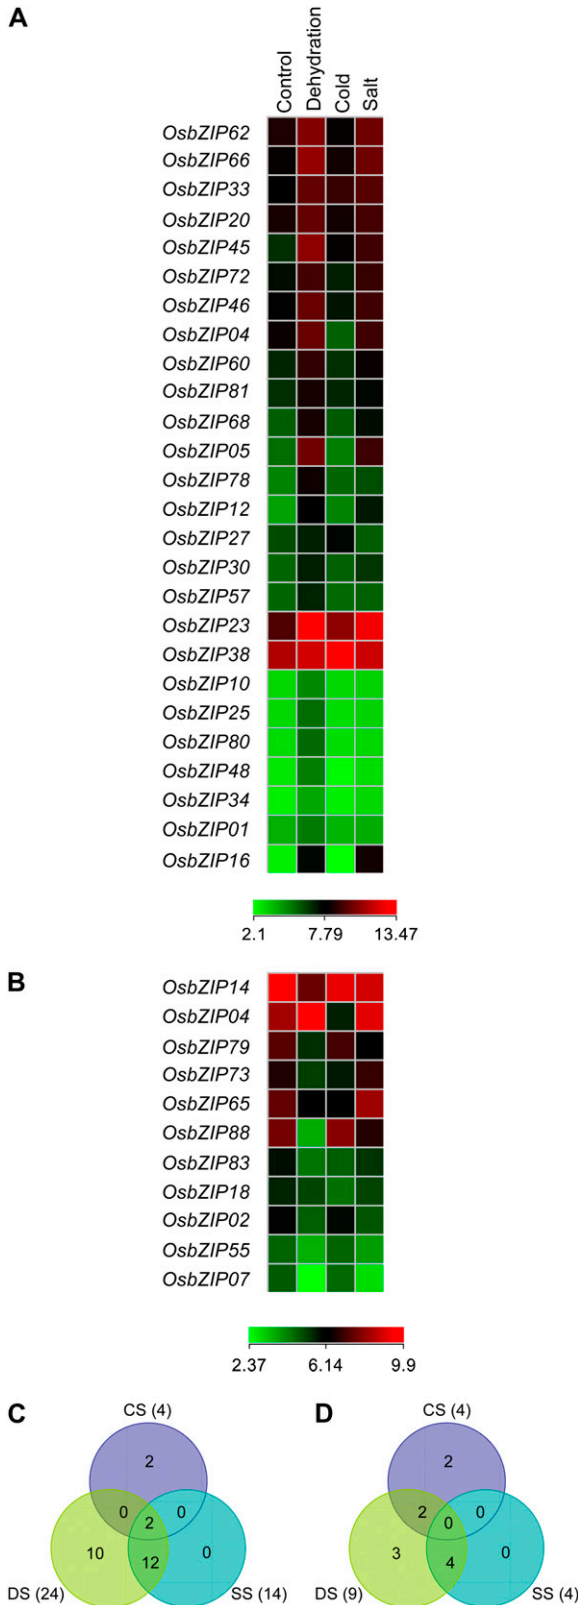 A
Control Dehydration Cold Salt
OsbZIP62
OsbZIP66
OsbZIP33
OsbZIP20
OsbZIP45
OsbZIP72
OsbZIP46
OsbZIP04
OsbZIP60
OsbZIP81
OsbZIP68
OsbZIP05
OsbZIP78
OsbZIP12
OsbZIP27
OsbZIP30
OsbZIP57
OsbZIP23
OsbZIP38
OsbZIP10
OsbZIP25
OsbZIP80
OsbZIP48
OsbZIP34
OsbZIP01
OsbZIP16
2.1 7.79 13.47
B
OsbZIP14
OsbZIP04
OsbZIP79
OsbZIP73
OsbZIP65
OsbZIP88
OsbZIP83
OsbZIP18
OsbZIP02
OsbZIP55
OsbZIP07
2.37 6.14 9.9
C
CS (4)
2
0 0
2
10 12 0
DS (24) SS (14)
D
CS (4)
2
2 0
0
3 4 0
DS (9) SS (4)